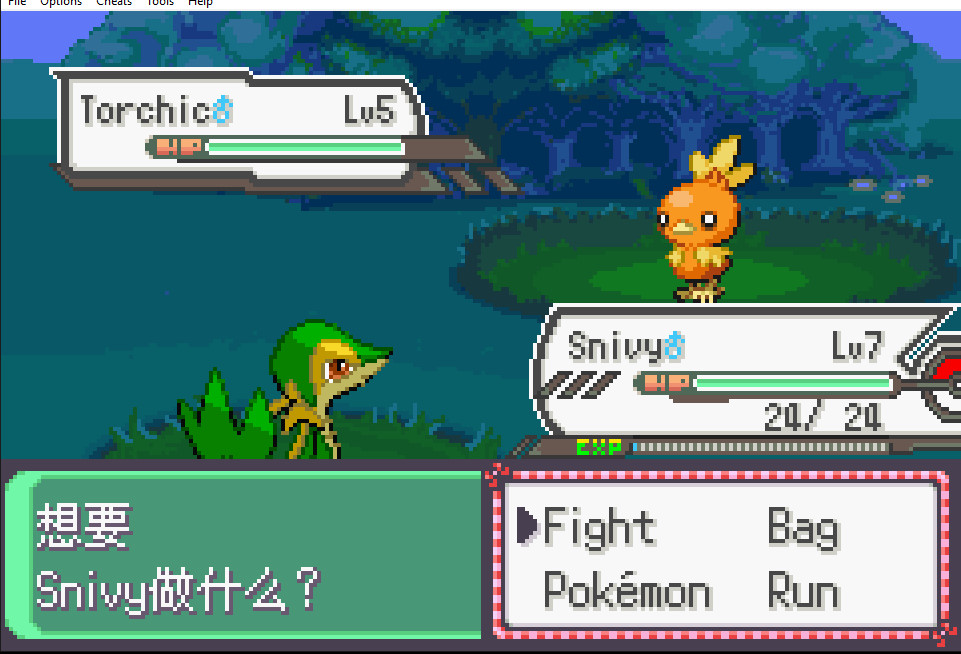 File Options Cheats Tools Help
Torchic♂ Lv5
HP
Snivy♂ Lv7
HP
24/ 24
EXP
想要
Snivy做什么？
Fight Bag
Pokémon Run